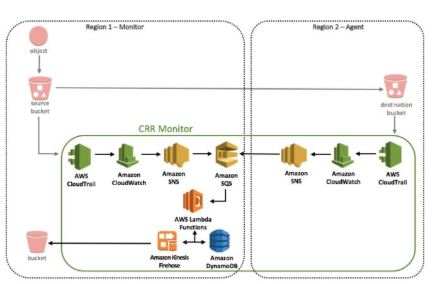 Region 1 – Monitor
Region 2 – Agent
object
source
bucket
destination
bucket
CRR Monitor
AWS
CloudTrail
Amazon
CloudWatch
Amazon
SNS
Amazon
SQS
Amazon
SNS
Amazon
CloudWatch
AWS
CloudTrail
AWS Lambda
Functions
bucket
Amazon Kinesis
Firehose
Amazon
DynamoDB